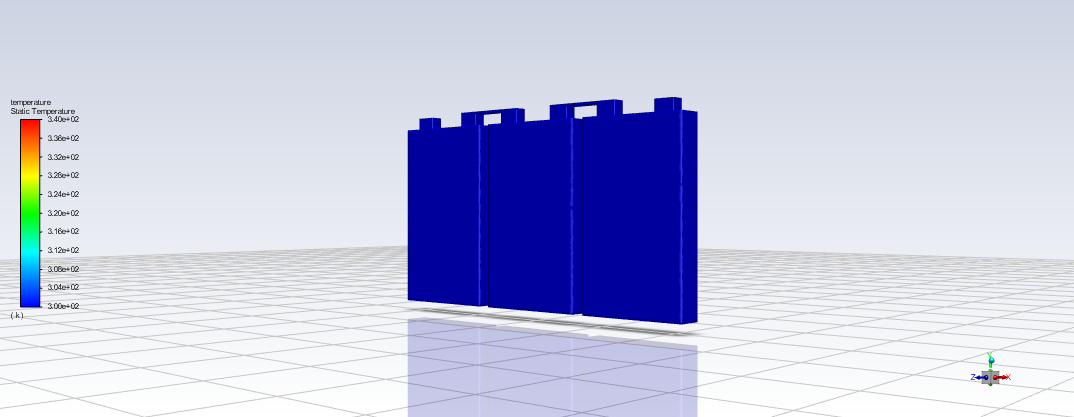 temperature
Static Temperature
3.40e+02
3.36e+02
3.32e+02
3.28e+02
3.24e+02
3.20e+02
3.16e+02
3.12e+02
3.08e+02
3.04e+02
3.00e+02
( k )
Y
Z X